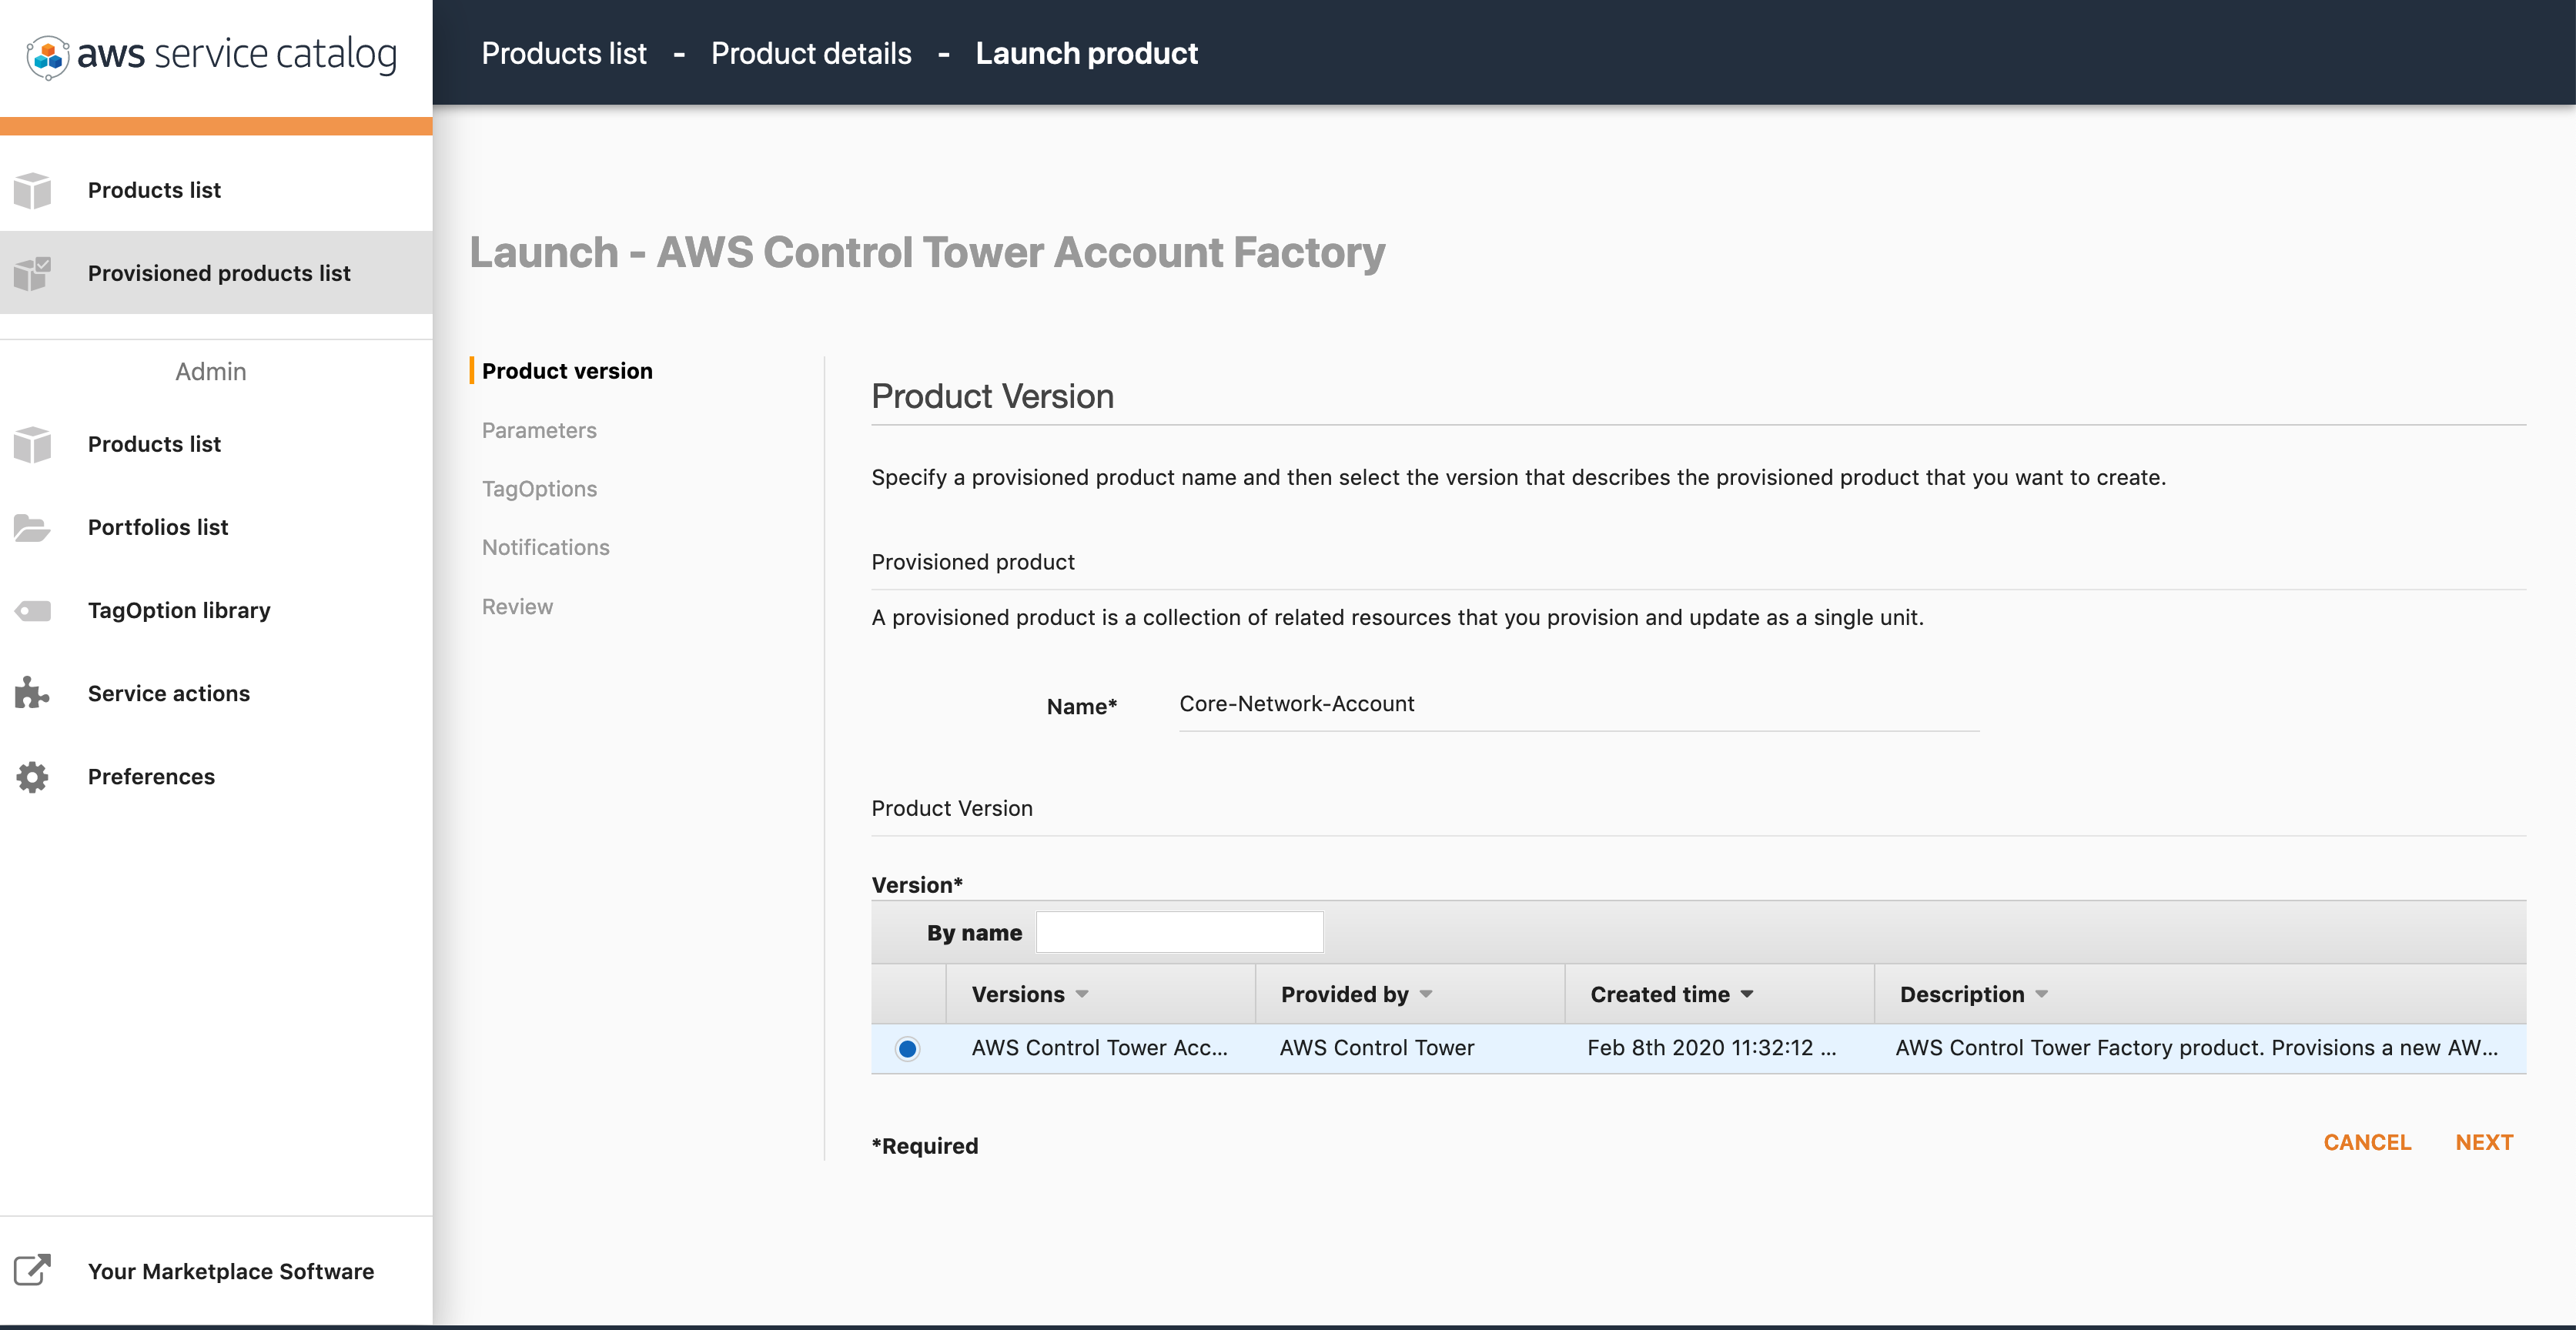 aws service catalog
Products list - Product details - Launch product
Products list
Provisioned products list
Admin
Products list
Portfolios list
TagOption library
Service actions
Preferences
Your Marketplace Software
Launch - AWS Control Tower Account Factory
Product version
Parameters
TagOptions
Notifications
Review
Product Version
Specify a provisioned product name and then select the version that describes the provisioned product that you want to create.
Provisioned product
A provisioned product is a collection of related resources that you provision and update as a single unit.
Name* Core-Network-Account
Product Version
Version*
By name
Versions Provided by Created time Description
AWS Control Tower Acc... AWS Control Tower Feb 8th 2020 11:32:12 ... AWS Control Tower Factory product. Provisions a new AW...
*Required
CANCEL NEXT